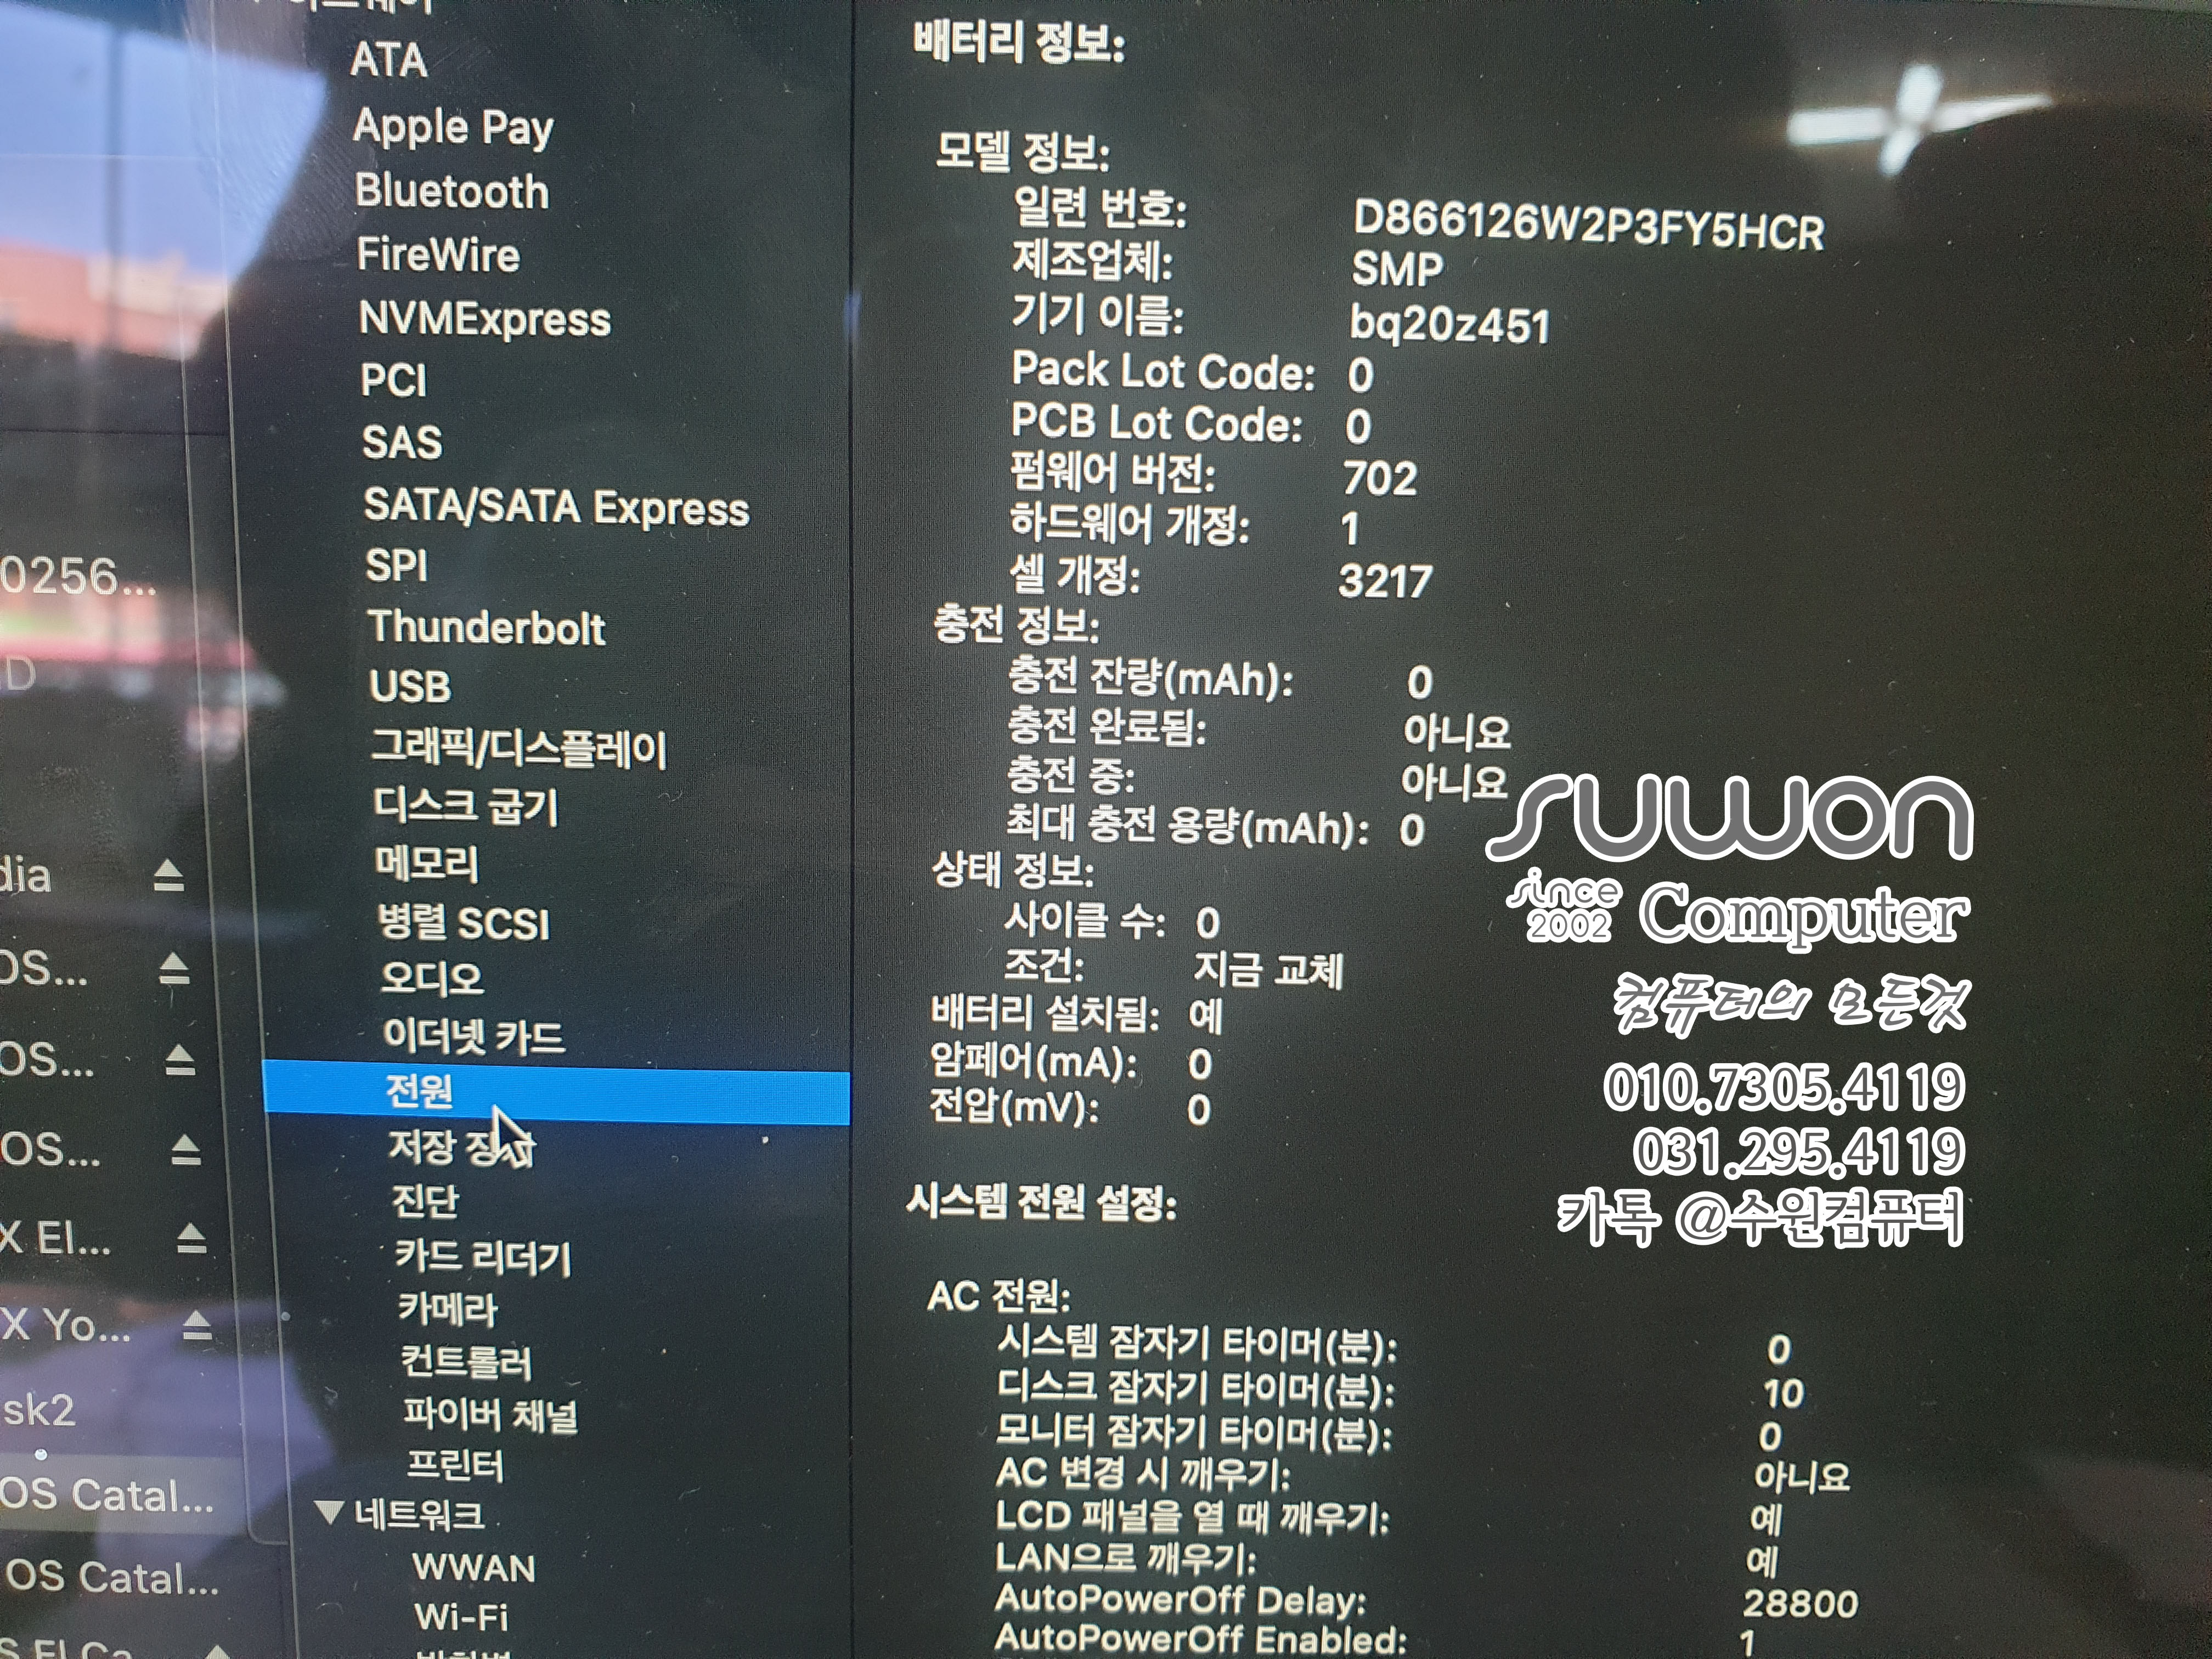 ATA
Apple Pay
Bluetooth
FireWire
NVMExpress
PCI
SAS
SATA/SATA Express
SPI
Thunderbolt
USB
그래픽/디스플레이
디스크 굽기
메모리
병렬 SCSI
오디오
이더넷 카드
전원
저장
진단
카드 리더기
카메라
컨트롤러
파이버 채널
프린터
▼ 네트워크
WWAN
Wi-Fi
0256...
D
dia
OS...
OS...
OS...
X El...
X Yo...
sk2
OS Catal...
OS Catal...
배터리 정보:
모델 정보:
일련 번호: D866126W2P3FY5HCR
제조업체: SMP
기기 이름: bq20z451
Pack Lot Code: 0
PCB Lot Code: 0
펌웨어 버전: 702
하드웨어 개정: 1
셀 개정: 3217
충전 정보:
충전 잔량(mAh): 0
충전 완료됨: 아니요
충전 중: 아니요
최대 충전 용량(mAh): 0
상태 정보:
사이클 수: 0
조건: 지금 교체
배터리 설치됨: 예
암페어(mA): 0
전압(mV): 0
시스템 전원 설정:
AC 전원:
시스템 잠자기 타이머(분): 0
디스크 잠자기 타이머(분): 10
모니터 잠자기 타이머(분): 0
AC 변경 시 깨우기: 아니요
LCD 패널을 열 때 깨우기: 예
LAN으로 깨우기: 예
AutoPowerOff Delay: 28800
AutoPowerOff Enabled: 1
suwon
since 2002 Computer
컴퓨터의 모든것
010.7305.4119
031.295.4119
카톡 @수원컴퓨터